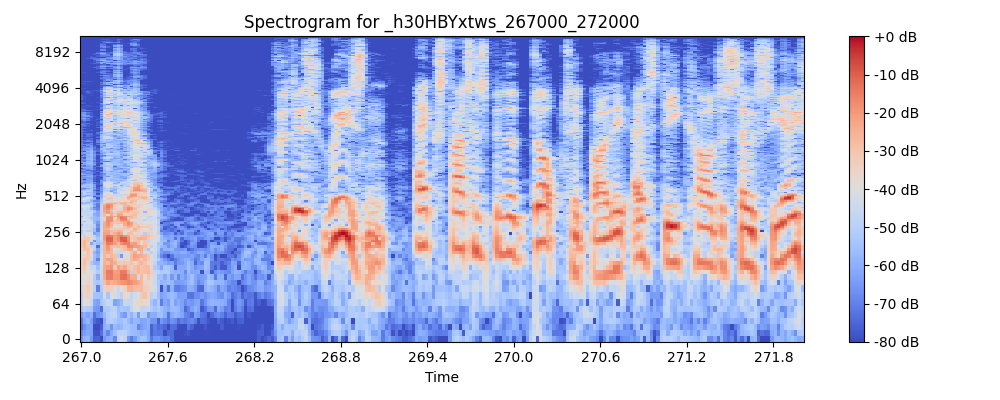 Spectrogram for _h30HBYxtws_267000_272000
8192
4096
2048
1024
512
256
128
64
0
Hz
267.0 267.6 268.2 268.8 269.4 270.0 270.6 271.2 271.8
Time
+0 dB
-10 dB
-20 dB
-30 dB
-40 dB
-50 dB
-60 dB
-70 dB
-80 dB